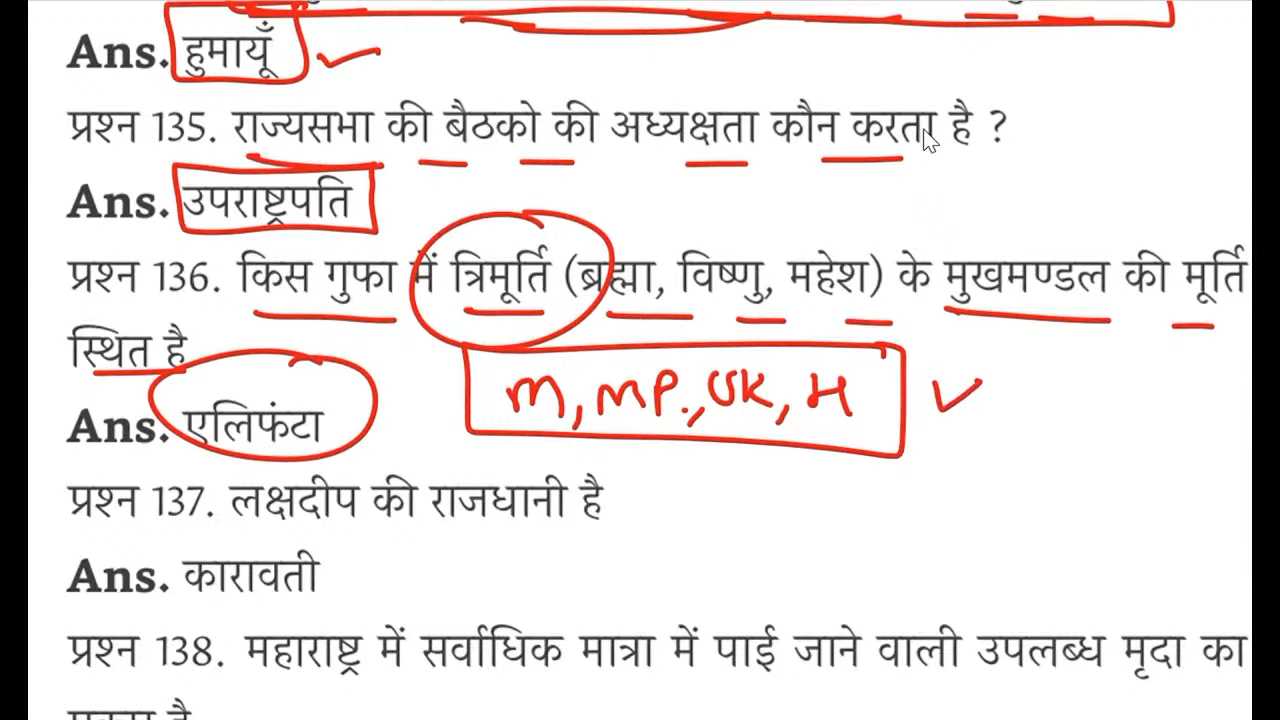 Ans. हुमायूँ
प्रश्न 135. राज्यसभा की बैठको की अध्यक्षता कौन करता है ?
Ans. उपराष्ट्रपति
प्रश्न 136. किस गुफा में त्रिमूर्ति (ब्रह्मा, विष्णु, महेश) के मुखमण्डल की मूर्ति
स्थित है
M, MP., UK, H
Ans. एलिफंटा
प्रश्न 137. लक्षदीप की राजधानी है
Ans. कारावती
प्रश्न 138. महाराष्ट्र में सर्वाधिक मात्रा में पाई जाने वाली उपलब्ध मृदा का